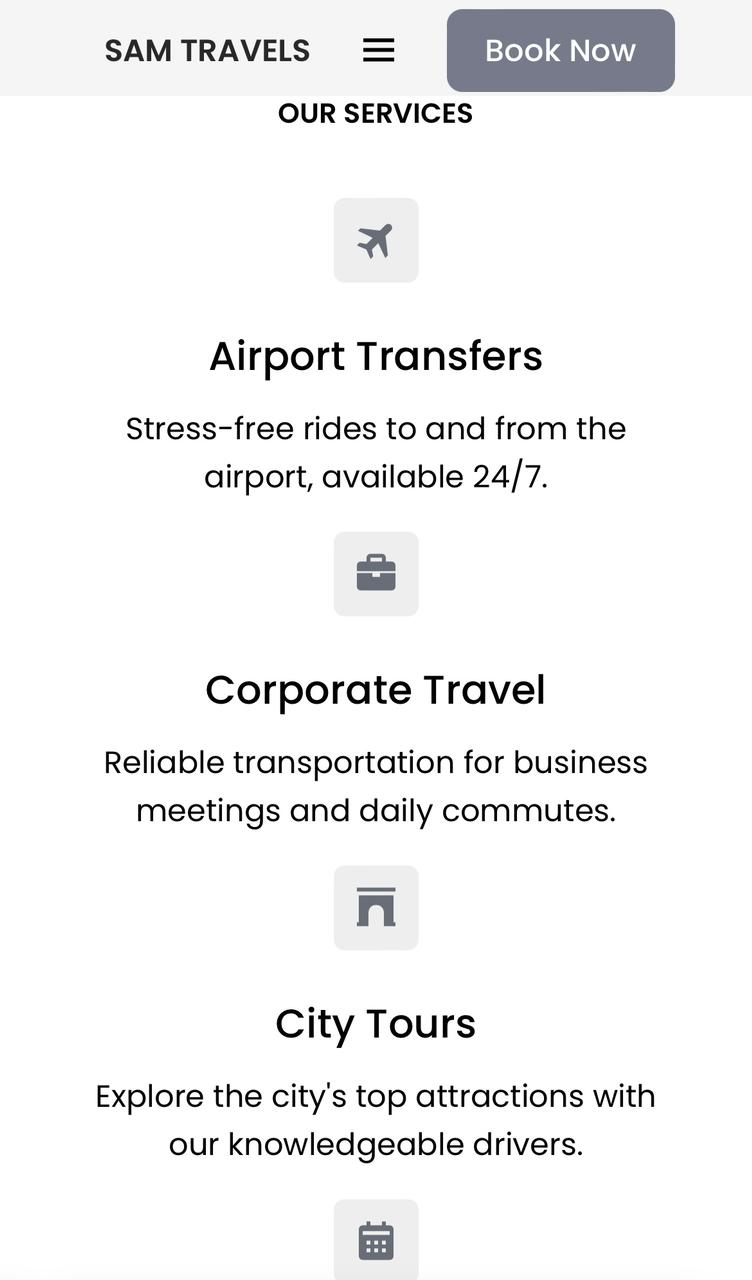 SAM TRAVELS
Book Now
OUR SERVICES
Airport Transfers
Stress-free rides to and from the
airport, available 24/7.
Corporate Travel
Reliable transportation for business
meetings and daily commutes.
City Tours
Explore the city's top attractions with
our knowledgeable drivers.